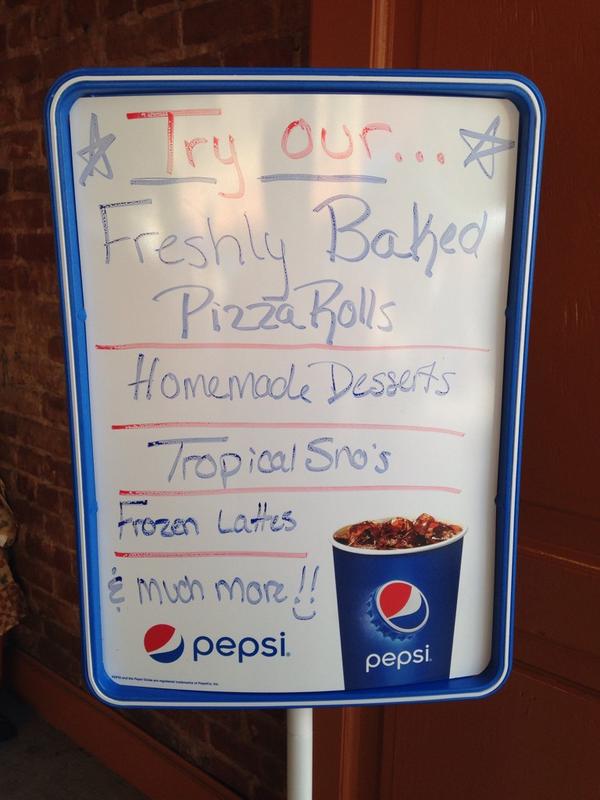 Try our...
Freshly Baked
Pizza Rolls
Homemade Desserts
Tropical Sno's
Frozen Lattes
& much more!!
pepsi
pepsi